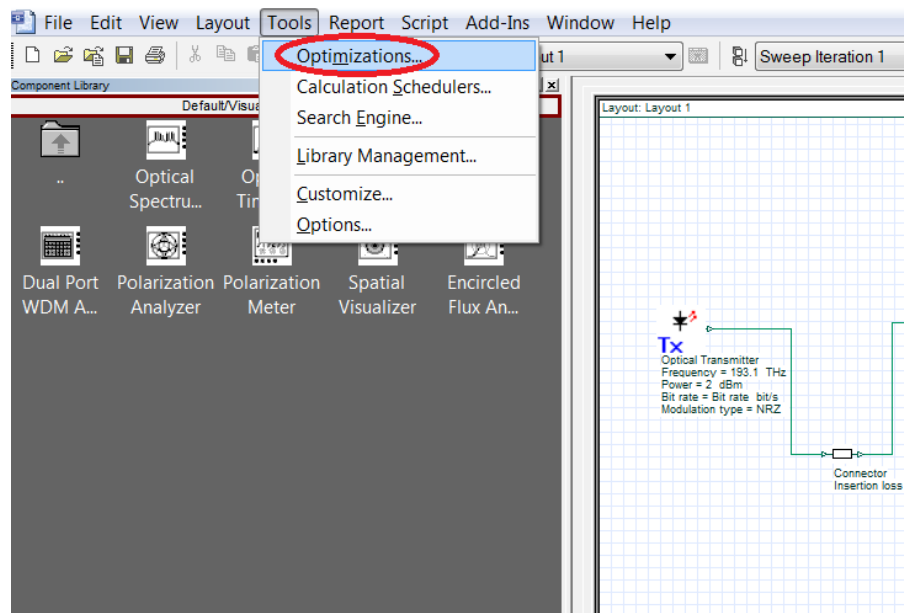 File Edit View Layout Tools Report Script Add-Ins Window Help
Optimizations...
ut 1
Sweep Iteration 1
Calculation Schedulers...
Search Engine...
Library Management...
Customize...
Options...
Component Library
Default/Visua
..
Optical
Spectru...
Op
Tin
Dual Port
WDM A...
Polarization
Analyzer
Polarization
Meter
Spatial
Visualizer
Encircled
Flux An...
Layout: Layout 1
Tx
Optical Transmitter
Frequency = 193.1 THz
Power = 2 dBm
Bit rate = Bit rate bit/s
Modulation type = NRZ
Connector
Insertion loss